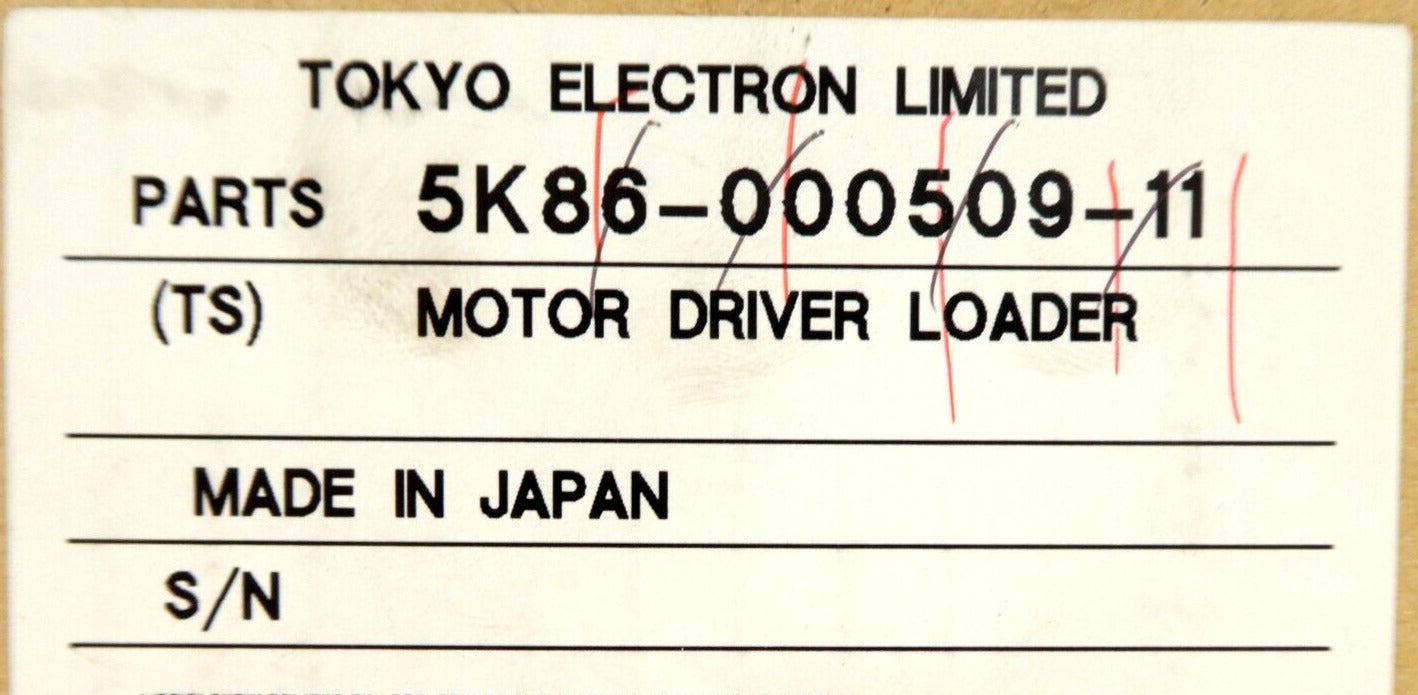 TOKYO ELECTRON LIMITED
PARTS 5K86-000509-11
(TS) MOTOR DRIVER LOADER
MADE IN JAPAN
S/N